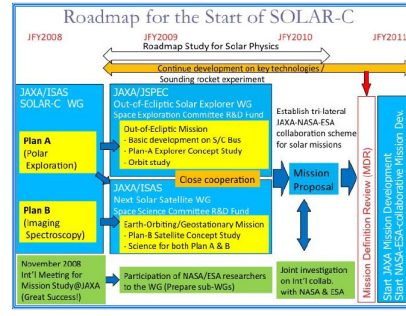 Roadmap for the Start of SOLAR-C
JFY2008
JFY2009
JFY2010
JFY2011
Roadmap Study for Solar Physics
Continue development on key technologies /
Sounding rocket experiment
JAXA/ISAS
SOLAR-C WG
Plan A
(Polar
Exploration)
Plan B
(Imaging
Spectroscopy)
JAXA/JSPEC
Out-of-Ecliptic Solar Explorer WG
Space Exploration Committee R&D Fund
Out-of-Ecliptic Mission
- Basic development on S/C Bus
- Plan-A Explorer Concept Study
- Orbit study
Close cooperation
JAXA/ISAS
Next Solar Satellite WG
Space Science Committee R&D Fund
Earth-Orbiting/Geostationary Mission
- Plan-B Satellite Concept Study
- Science for both Plan A & B
Establish tri-lateral
JAXA-NASA-ESA
collaboration scheme
for solar missions
Mission
Proposal
Mission Definition Review (MDR)
Start JAXA Mission Development
Start NASA-ESA-collaborative Mission Dev.
November 2008
Int'l Meeting for
Mission Study@JAXA
(Great Success!)
Participation of NASA/ESA researchers
to the WG (Prepare sub-WGs)
Joint investigation
on Int'l collab.
with NASA & ESA